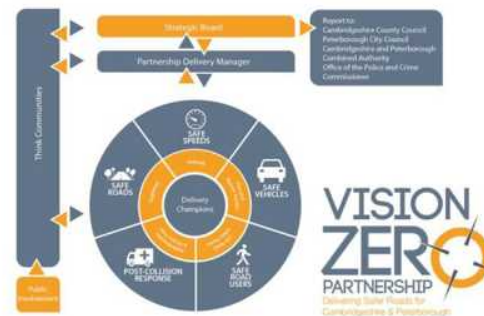 Strategic Board
Report to:
Cambridgeshire County Council
Peterborough City Council
Cambridgeshire and Peterborough
Combined Authority
Office of the Police and Crime
Commissioner
Partnership Delivery Manager
Think Communities
SAFE
SPEEDS
SAFE
ROADS
SAFE
VEHICLES
Delivery
Champions
POST-COLLISION
RESPONSE
SAFE
ROAD
USERS
Public
Involvement
VISION
ZERO
PARTNERSHIP
Delivering Safe Roads for
Cambridgeshire & Peterborough